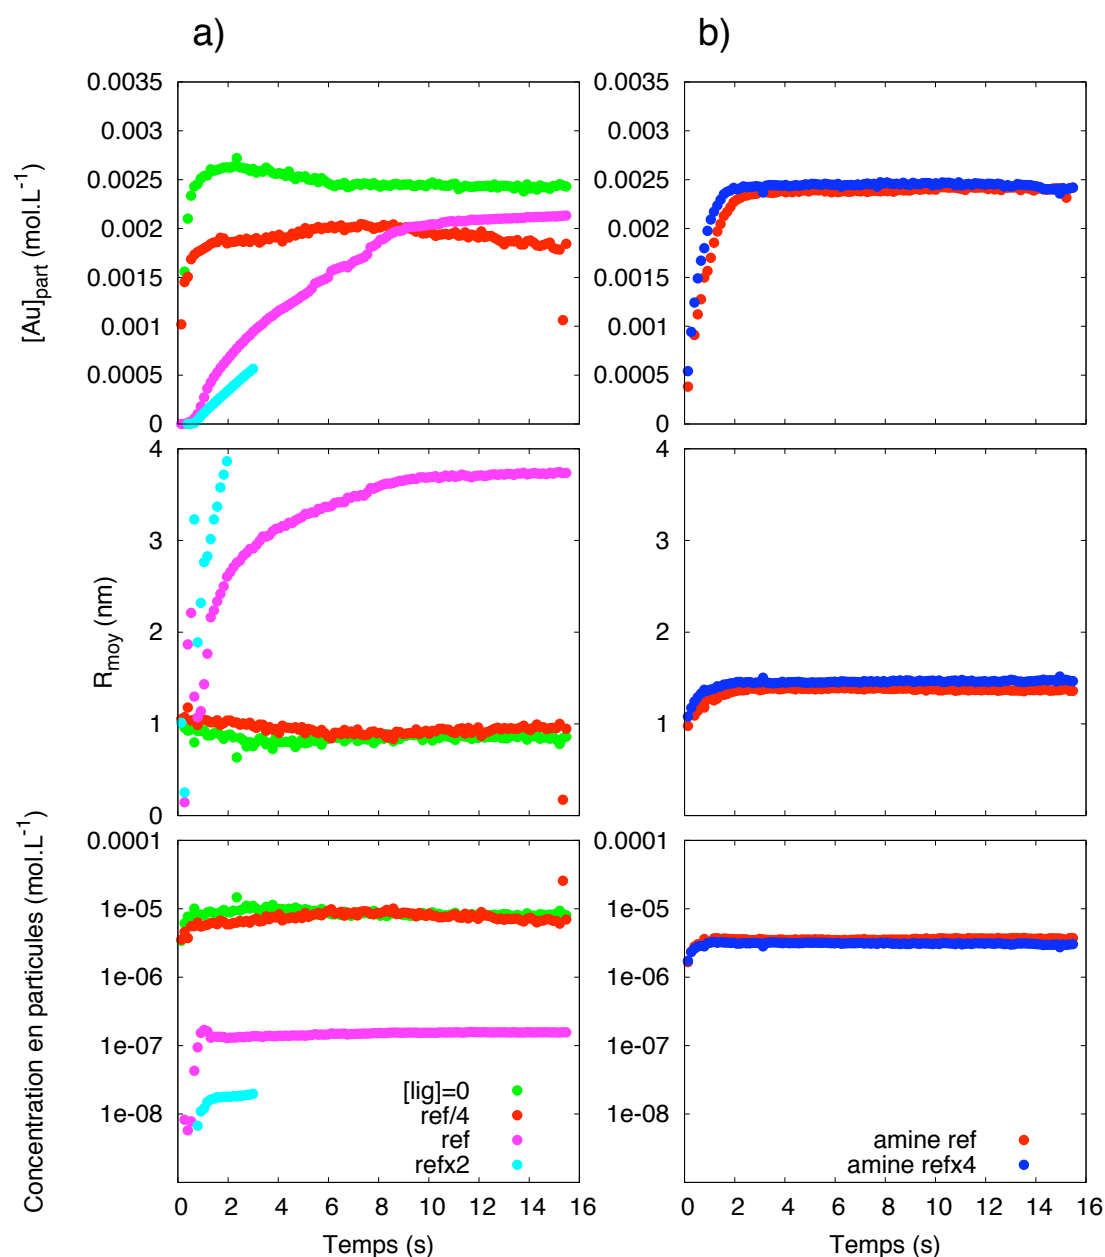 a)
b)
[Au]part (mol.L-1)
0.0035
0.003
0.0025
0.002
0.0015
0.001
0.0005
0
0.0035
0.003
0.0025
0.002
0.0015
0.001
0.0005
0
Rmoy (nm)
4
3
2
1
0
4
3
2
1
Concentration en particules (mol.L-1)
0.0001
1e-05
1e-06
1e-07
1e-08
[lig]=0
ref/4
ref
refx2
0 2 4 6 8 10 12 14 16
Temps (s)
0.0001
1e-05
1e-06
1e-07
1e-08
amine ref
amine refx4
0 2 4 6 8 10 12 14 16
Temps (s)